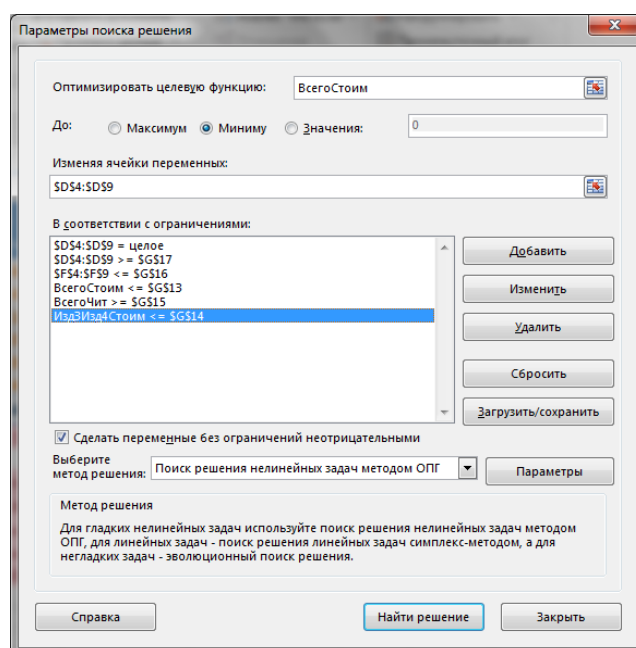 Параметры поиска решения
Оптимизировать целевую функцию: ВсегоСтоим
До: Максимум Миниму Значения: 0
Изменяя ячейки переменных:
$D$4:$D$9
В соответствии с ограничениями:
$D$4:$D$9 = целое
$D$4:$D$9 >= $G$17
$F$4:$F$9 <= $G$16
ВсегоСтоим <= $G$13
ВсегоЧит >= $G$15
Изд3Изд4Стоим <= $G$14
Добавить
Изменить
Удалить
Сбросить
Загрузить/сохранить
Сделать переменные без ограничений неотрицательными
Выберите
метод решения: Поиск решения нелинейных задач методом ОПГ Параметры
Метод решения
Для гладких нелинейных задач используйте поиск решения нелинейных задач методом
ОПГ, для линейных задач - поиск решения линейных задач симплекс-методом, а для
негладких задач - эволюционный поиск решения.
Справка Найти решение Закрыть